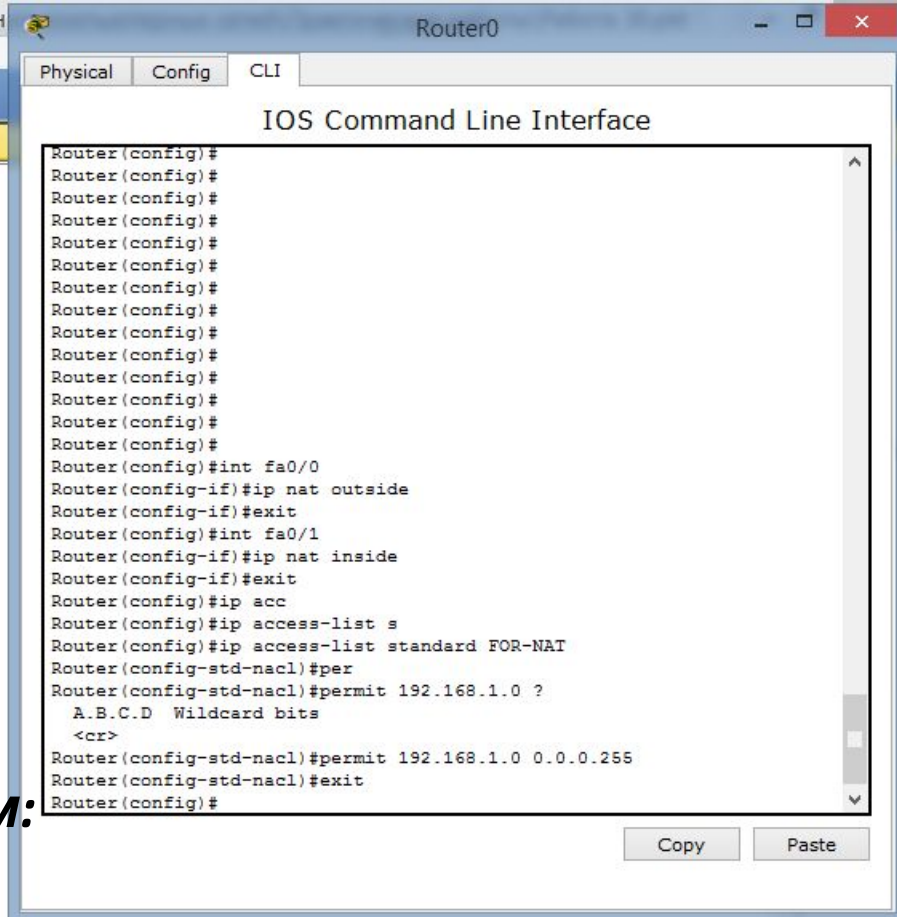 Router0
Physical Config CLI
IOS Command Line Interface
Router(config)#
Router(config)#
Router(config)#
Router(config)#
Router(config)#
Router(config)#
Router(config)#
Router(config)#
Router(config)#
Router(config)#
Router(config)#
Router(config)#
Router(config)#
Router(config)#
Router(config)#int fa0/0
Router(config-if)#ip nat outside
Router(config-if)#exit
Router(config)#int fa0/1
Router(config-if)#ip nat inside
Router(config-if)#exit
Router(config)#ip acc
Router(config)#ip access-list s
Router(config)#ip access-list standard FOR-NAT
Router(config-std-nacl)#per
Router(config-std-nacl)#permit 192.168.1.0 ?
A.B.C.D Wildcard bits
<cr>
Router(config-std-nacl)#permit 192.168.1.0 0.0.0.255
Router(config-std-nacl)#exit
Router(config)#
Copy Paste